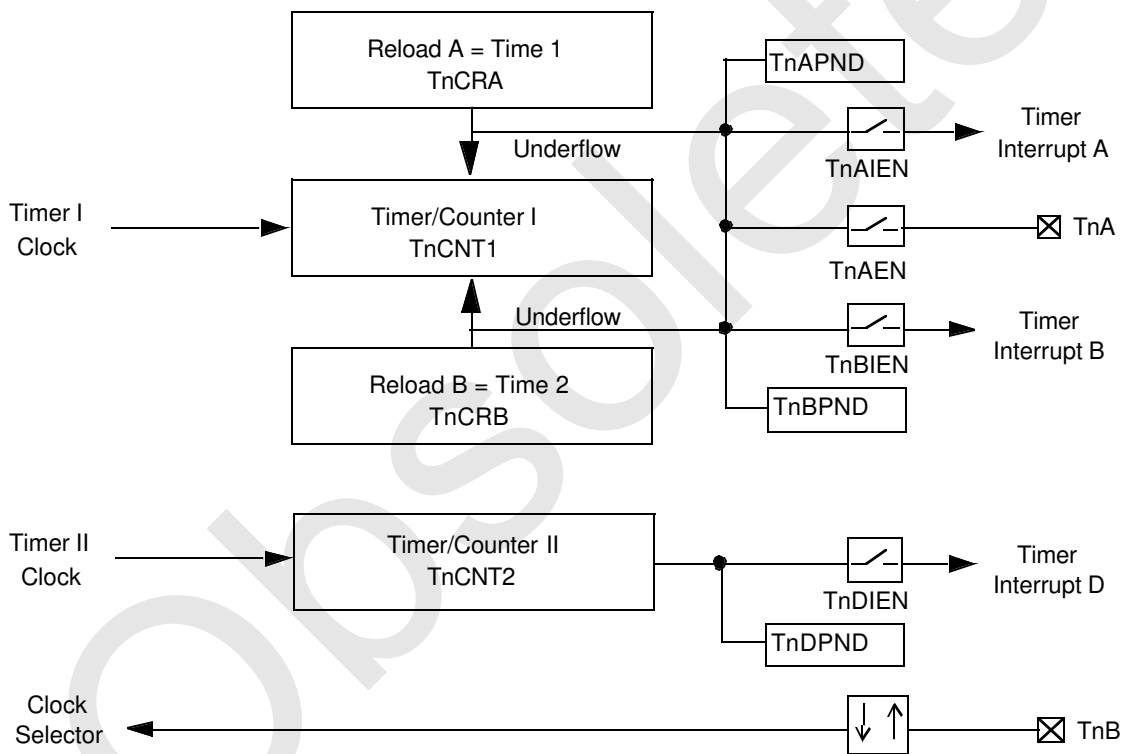 Reload A = Time 1
TnCRA
TnAPND
Underflow
Timer
Interrupt A
TnAIEN
Timer I
Clock
Timer/Counter I
TnCNT1
TnA
TnAEN
Underflow
Timer
Interrupt B
TnBIEN
Reload B = Time 2
TnCRB
TnBPND
Timer II
Clock
Timer/Counter II
TnCNT2
Timer
Interrupt D
TnDIEN
TnDPND
Clock
Selector
TnB
Obsolete